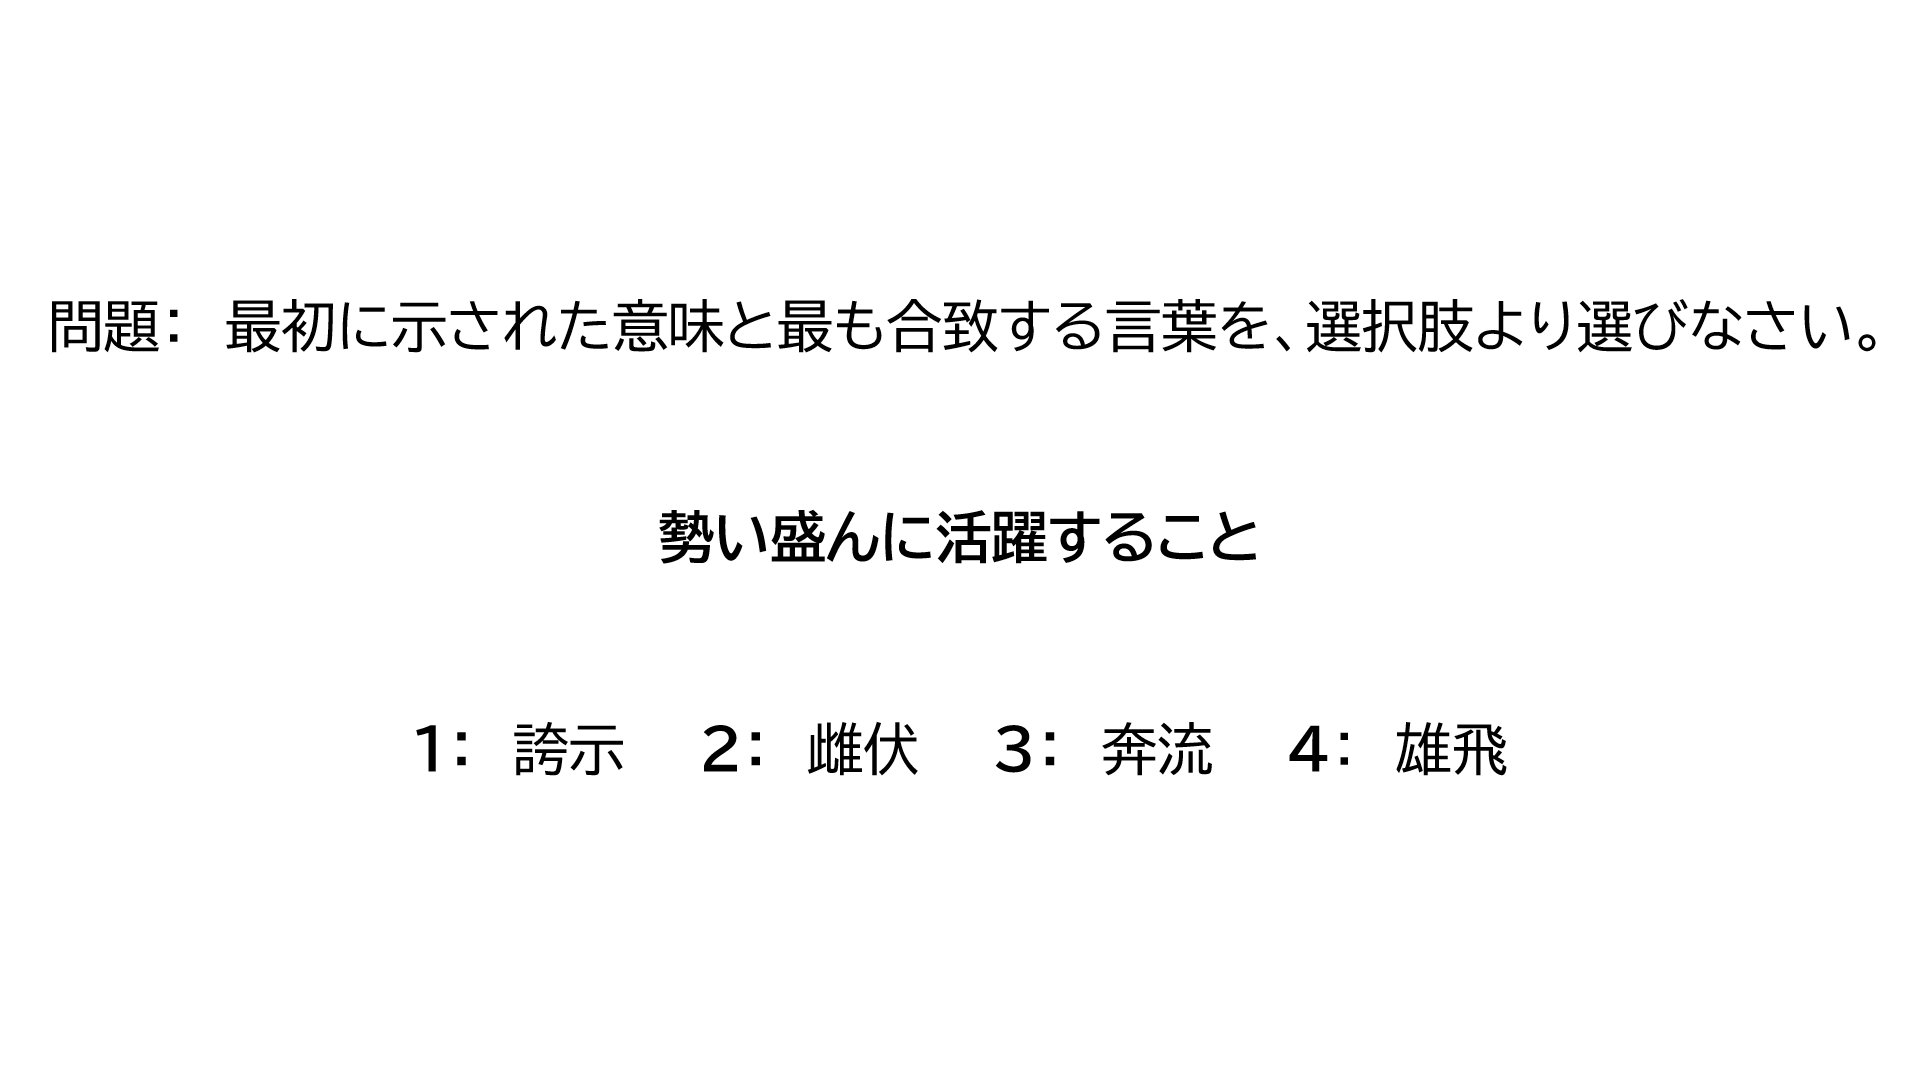 問題： 最初に示された意味と最も合致する言葉を、選択肢より選びなさい。
勢い盛んに活躍すること
1： 誇示　2： 雌伏　3： 奔流　4： 雄飛